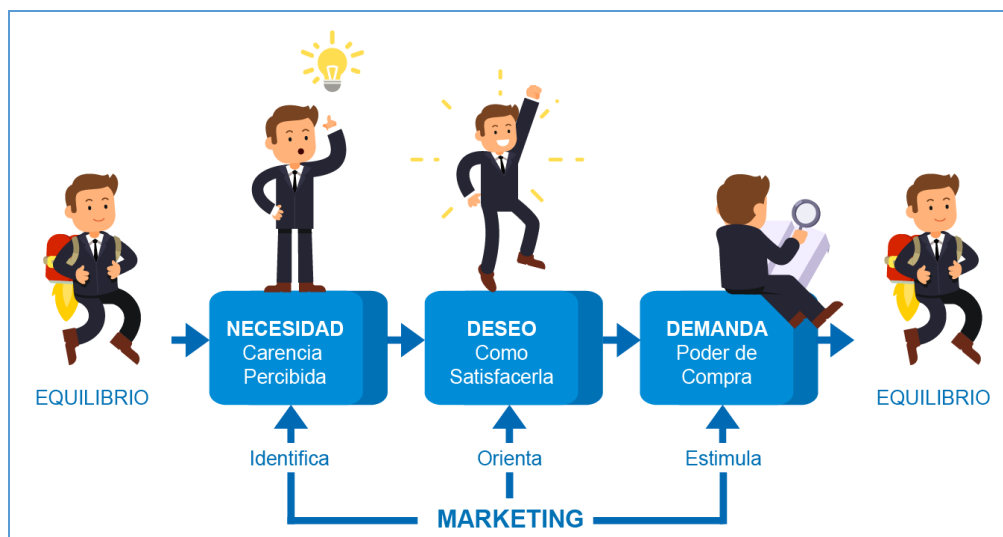 NECESIDAD
Carencia
Percibida
DESEO
Como
Satisfacerla
DEMANDA
Poder de
Compra
EQUILIBRIO
EQUILIBRIO
Identifica
Orienta
Estimula
MARKETING